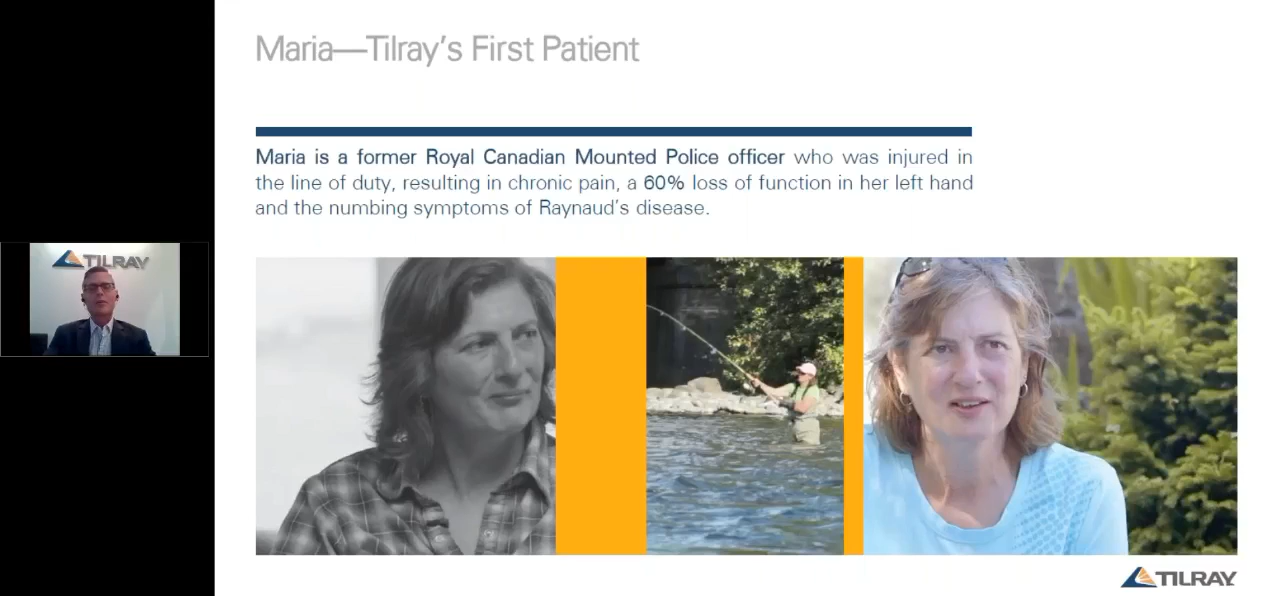 Maria—Tilray's First Patient
Maria is a former Royal Canadian Mounted Police officer who was injured in
the line of duty, resulting in chronic pain, a 60% loss of function in her left hand
and the numbing symptoms of Raynaud's disease.
TILRAY
TILRAY